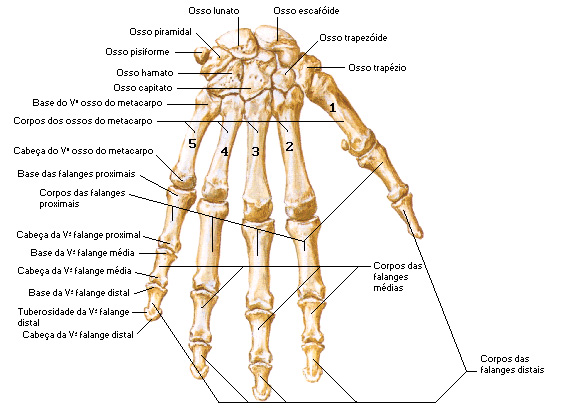 Osso lunato
Osso escafóide
Osso piramidal
Osso trapezóide
Osso pisiforme
Osso trapézio
Osso hamato
Osso capitato
Base do Vº osso do metacarpo
Corpos dos ossos do metacarpo
1
5
4
3
2
Cabeça do Vº osso do metacarpo
Base das falanges proximais
Corpos das falanges
proximais
Cabeça da Vª falange proximal
Base da Vª falange média
Cabeça da Vª falange média
Corpos das
falanges
médias
Base da Vª falange distal
Tuberosidade da Vª falange
distal
Cabeça da Vª falange distal
Corpos das
falanges distais